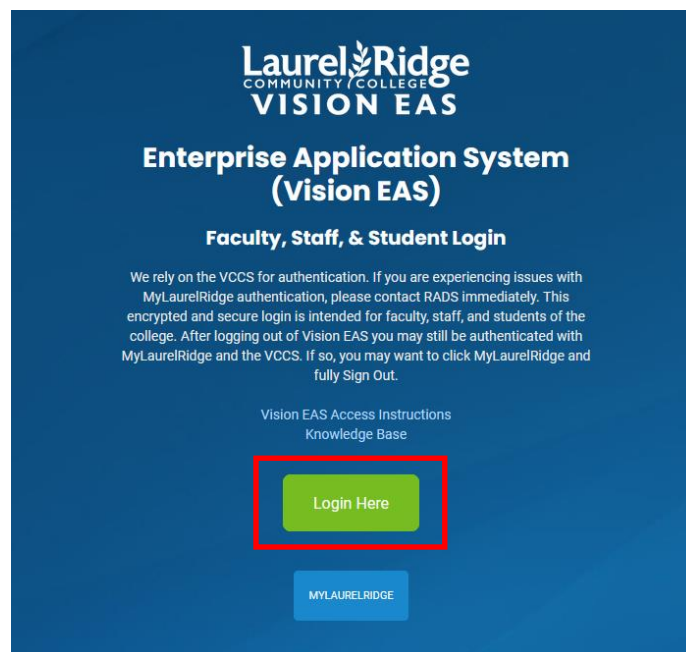 Laurel Ridge
COMMUNITY COLLEGE
VISION EAS
Enterprise Application System
(Vision EAS)
Faculty, Staff, & Student Login
We rely on the VCCS for authentication. If you are experiencing issues with
MyLaurelRidge authentication, please contact RADS immediately. This
encrypted and secure login is intended for faculty, staff, and students of the
college. After logging out of Vision EAS you may still be authenticated with
MyLaurelRidge and the VCCS. If so, you may want to click MyLaurelRidge and
fully Sign Out.
Vision EAS Access Instructions
Knowledge Base
Login Here
MYLAURELRIDGE